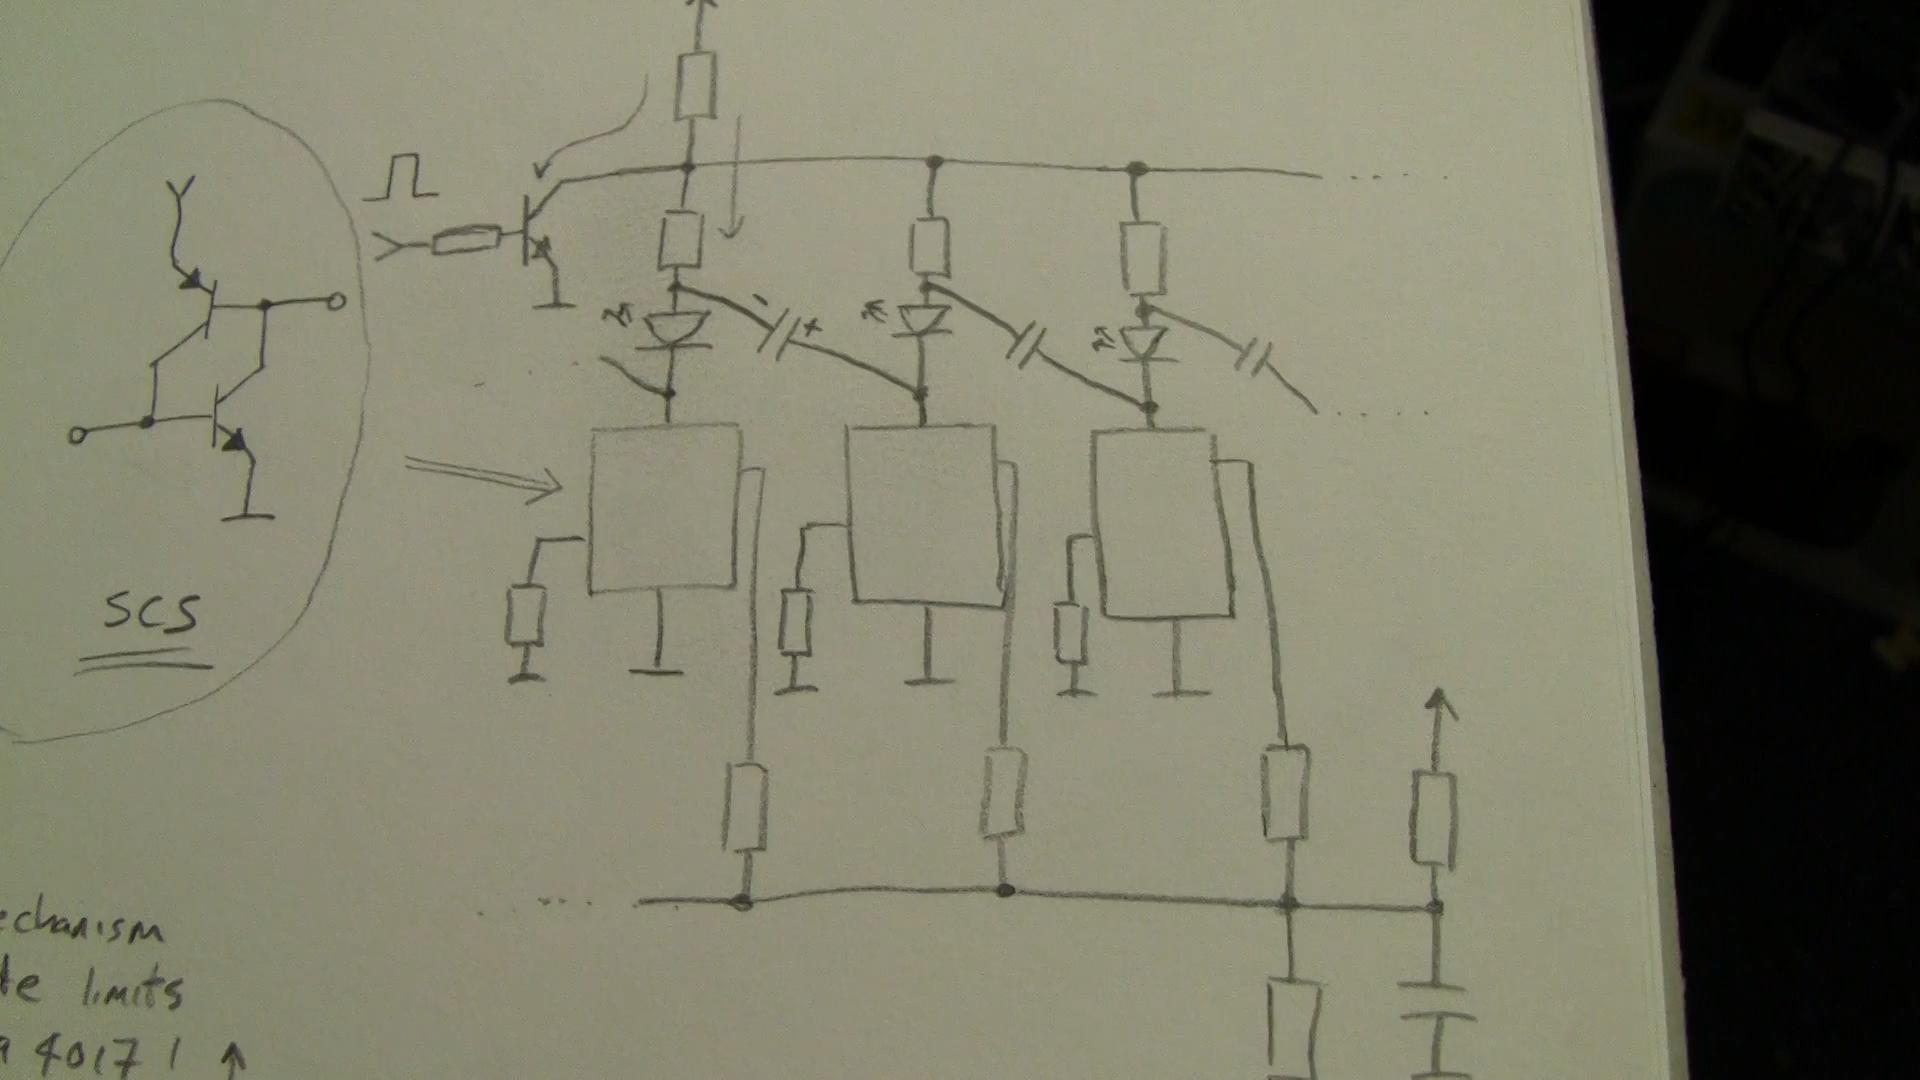 - +
SCS
echanism
te limits
4017 ↑